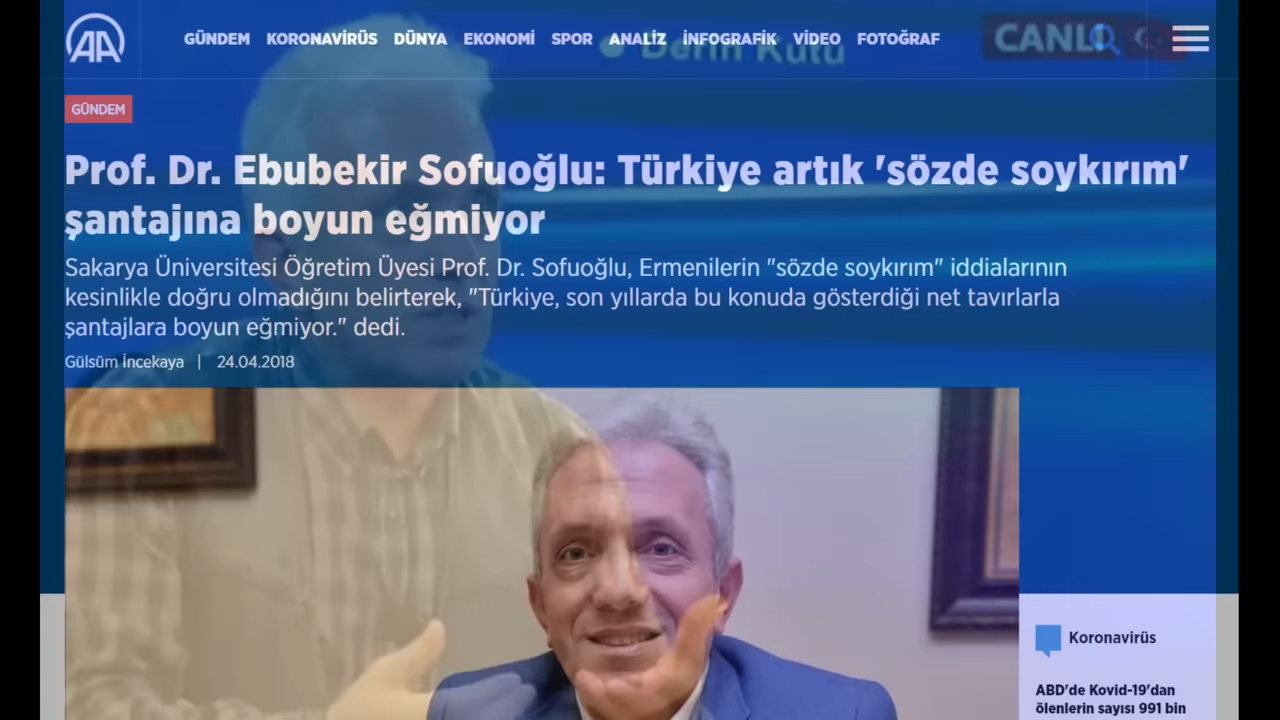 AA
GÜNDEM KORONAVİRÜS DÜNYA EKONOMİ SPOR ANALİZ İNFOGRAFİK VİDEO FOTOĞRAF
Derin Kutu
CANLI
GÜNDEM
Prof. Dr. Ebubekir Sofuoğlu: Türkiye artık 'sözde soykırım'
şantajına boyun eğmiyor
Sakarya Üniversitesi Öğretim Üyesi Prof. Dr. Sofuoğlu, Ermenilerin "sözde soykırım" iddialarının
kesinlikle doğru olmadığını belirterek, "Türkiye, son yıllarda bu konuda gösterdiği net tavırlarla
şantajlara boyun eğmiyor." dedi.
Gülsüm İncekaya | 24.04.2018
Koronavirüs
ABD'de Kovid-19'dan
ölenlerin sayısı 991 bin